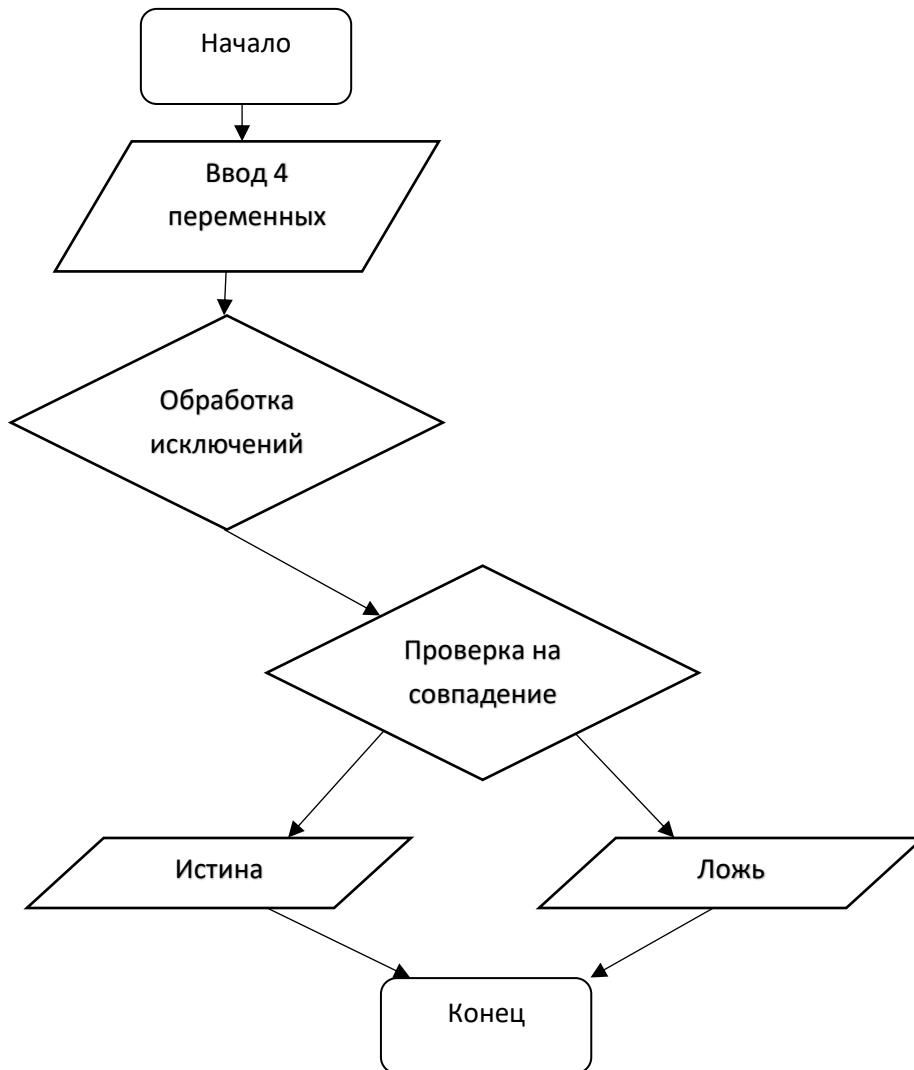 Начало
Ввод 4
переменных
Обработка
исключений
Проверка на
совпадение
Истина
Ложь
Конец